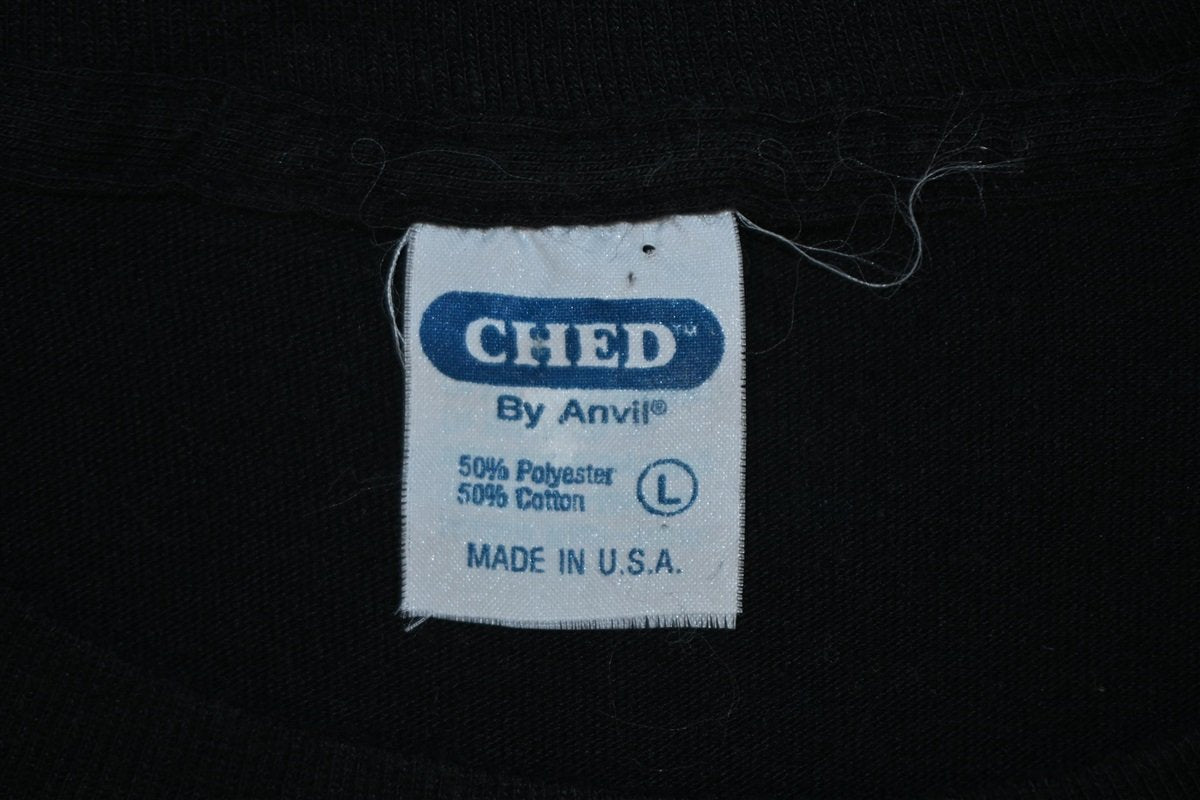 CHED™
By Anvil®
50% Polyester
50% Cotton
L
MADE IN U.S.A.